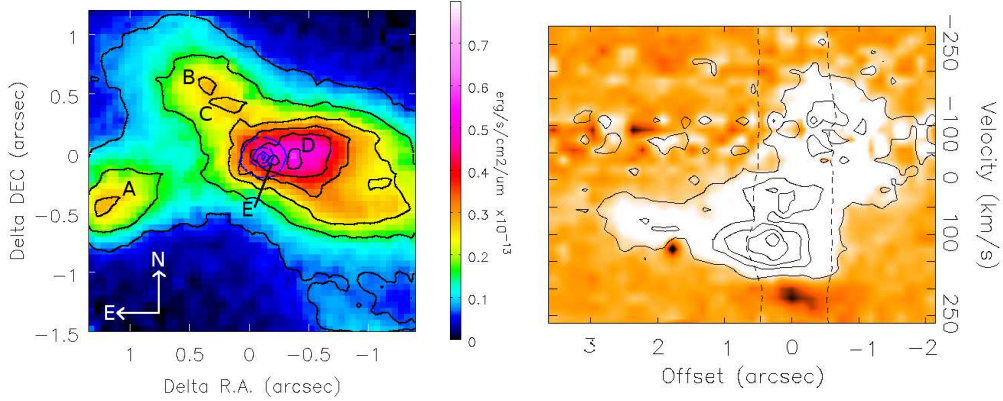 Delta DEC (arcsec)
1
0.5
0
−0.5
−1
−1.5
B
C
D
A
E
N
E
1
0.5
0
−0.5
−1
Delta R.A. (arcsec)
0.7
0.6
0.5
0.4
0.3
0.2
0.1
0
erg/s/cm2/um x10⁻¹³
3
2
1
0
−1
−2
Offset (arcsec)
−250
−100
0
100
250
Velocity (km/s)